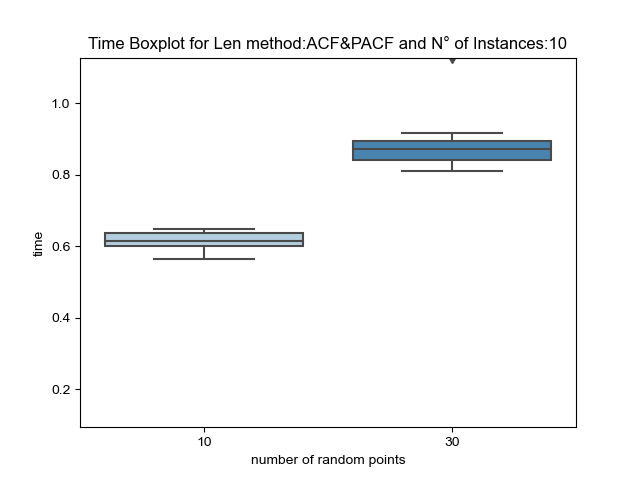 Time Boxplot for Len method:ACF&PACF and N° of Instances:10
1.0
0.8
0.6
0.4
0.2
time
10
30
number of random points